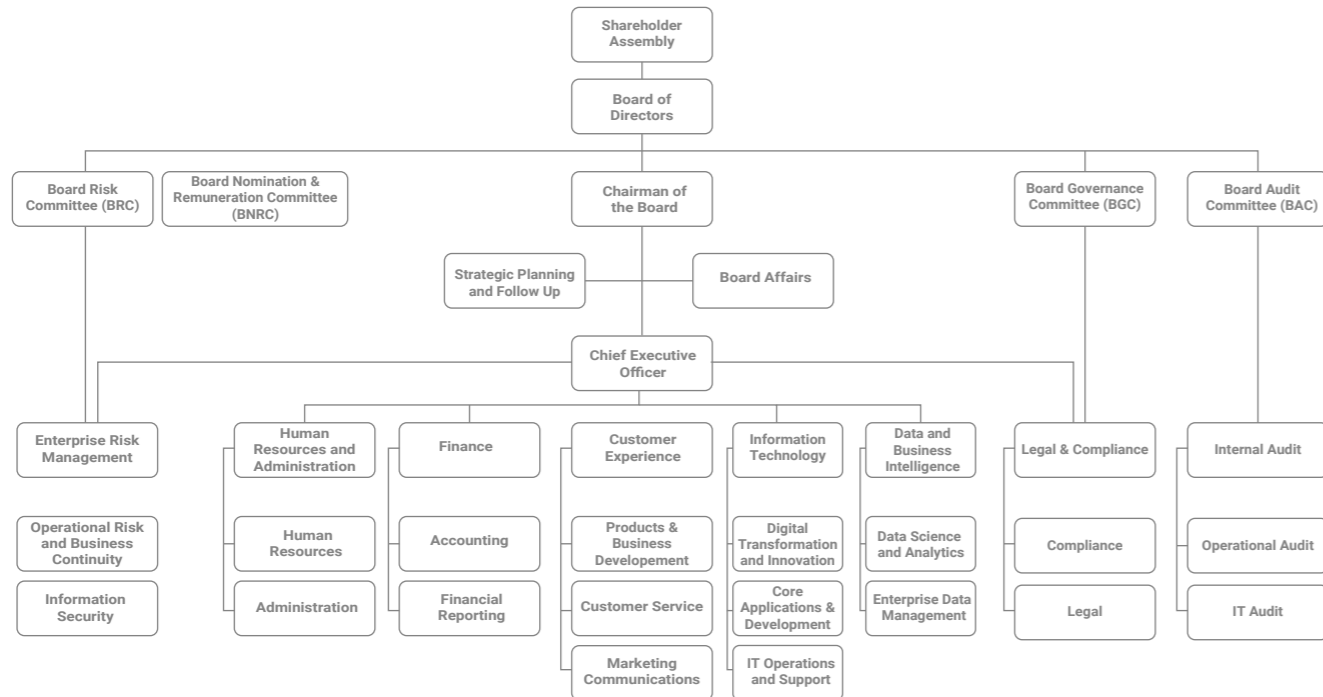 Shareholder
Assembly
Board of
Directors
Board Risk
Committee (BRC)
Board Nomination &
Remuneration Committee
(BNRC)
Chairman of
the Board
Board Governance
Committee (BGC)
Board Audit
Committee (BAC)
Strategic Planning
and Follow Up
Board Affairs
Chief Executive
Officer
Enterprise Risk
Management
Human
Resources and
Administration
Finance
Customer
Experience
Information
Technology
Data and
Business
Intelligence
Legal & Compliance
Internal Audit
Operational Risk
and Business
Continuity
Human
Resources
Accounting
Products &
Business
Developement
Digital
Transformation
and Innovation
Data Science
and Analytics
Compliance
Operational Audit
Information
Security
Administration
Financial
Reporting
Customer Service
Core
Applications &
Development
Enterprise Data
Management
Legal
IT Audit
Marketing
Communications
IT Operations
and Support